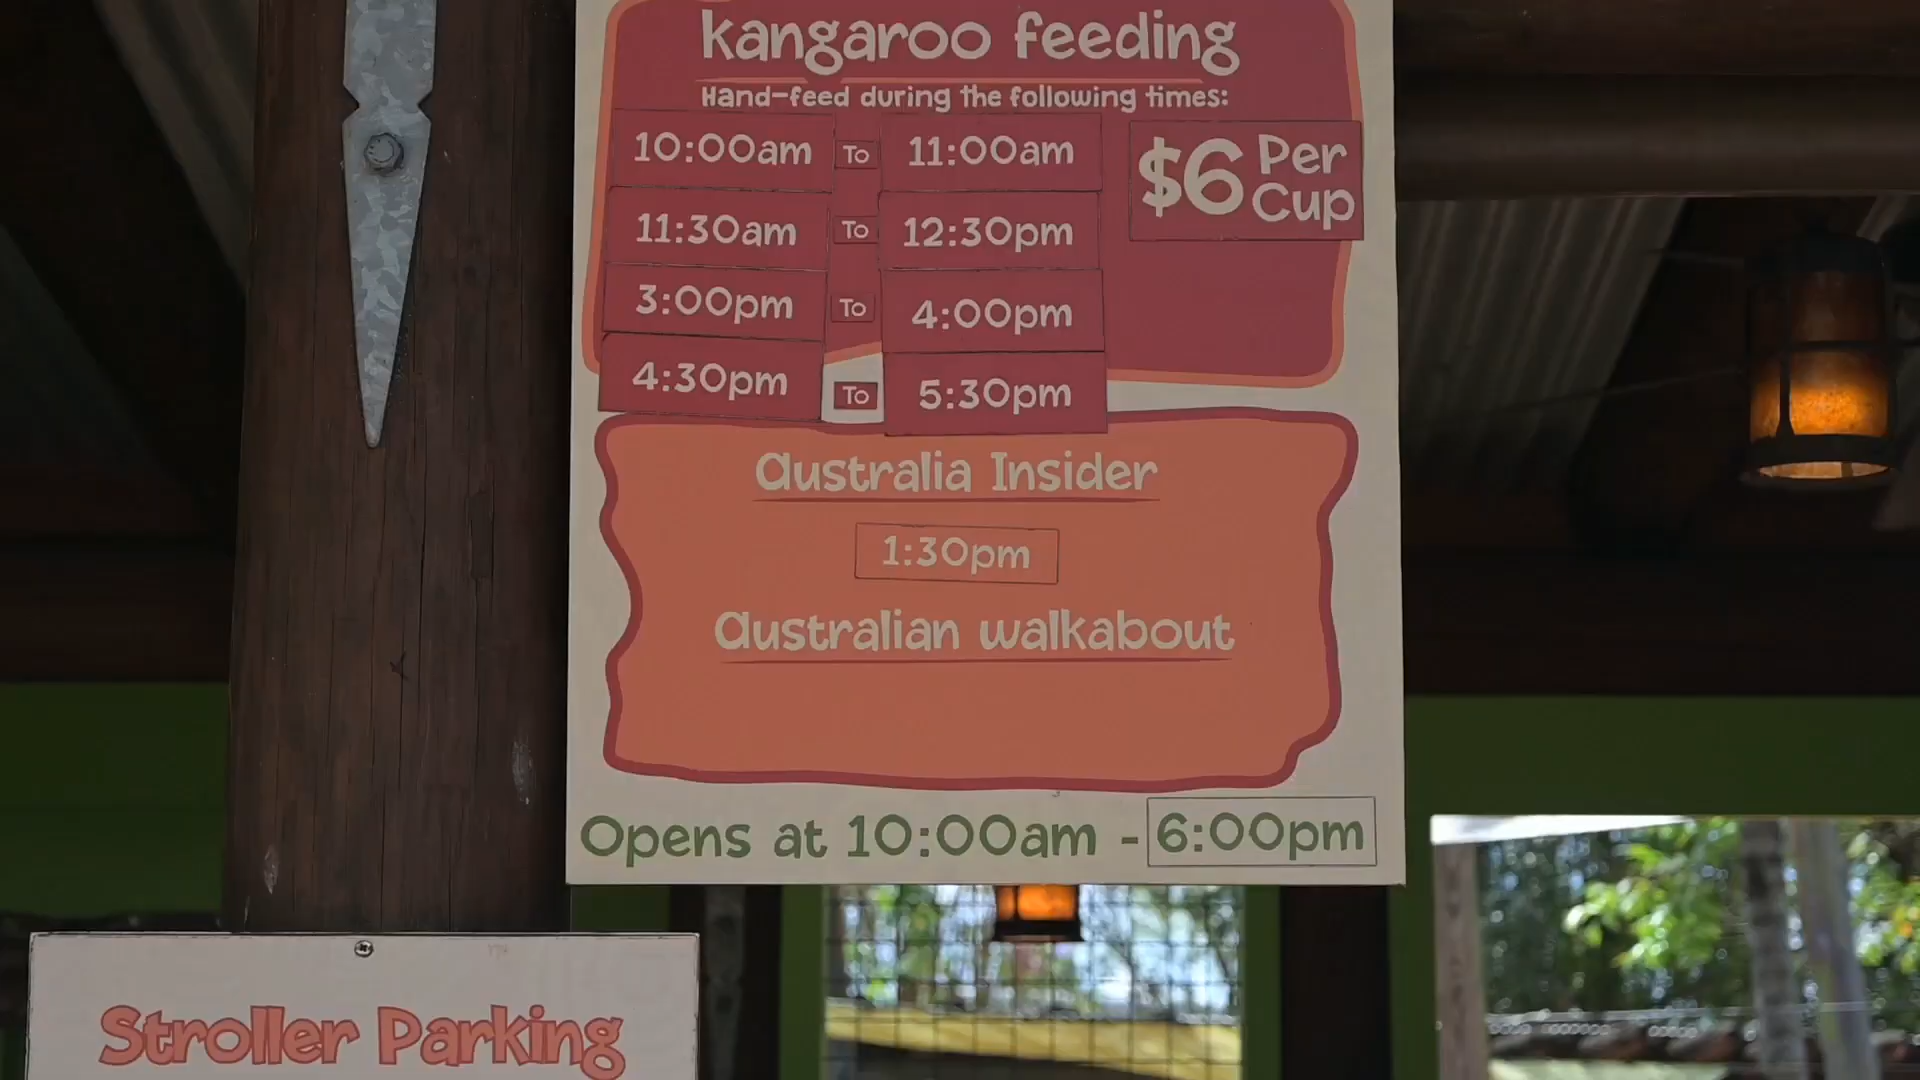 kangaroo feeding
Hand-feed during the following times:
10:00am To 11:00am
$6 Per Cup
11:30am To 12:30pm
3:00pm To 4:00pm
4:30pm To 5:30pm
australia Insider
1:30pm
australian walkabout
Opens at 10:00am - 6:00pm
Stroller Parking